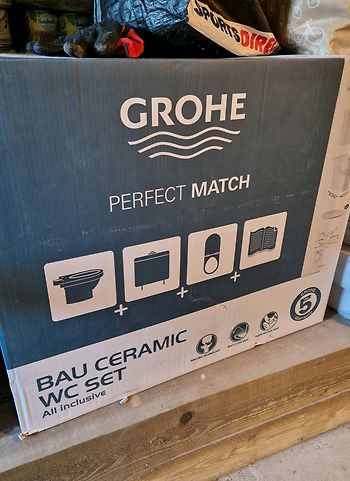 SPORTSDIRE
GROHE
PERFECT MATCH
+
+
+
BAU CERAMIC
WC SET
All inclusive
5